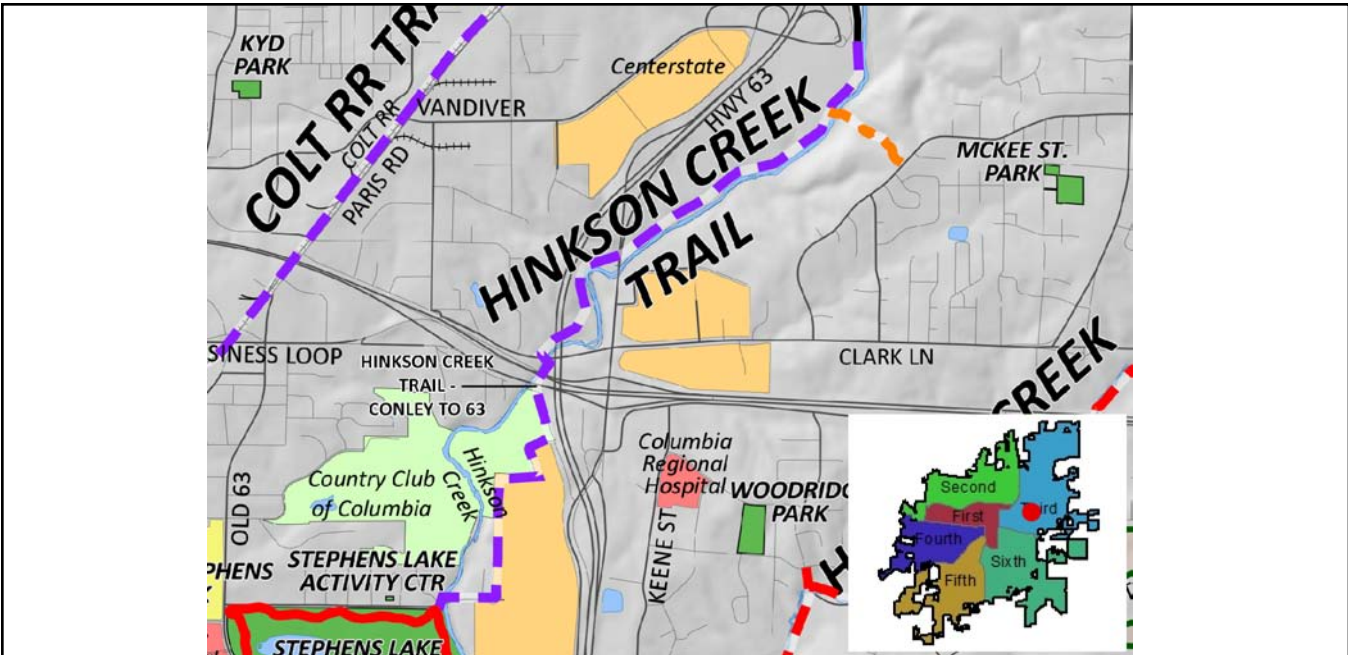 KYD
PARK
COLT RR TRA
COLT RR
VANDIVER
PARIS RD
Centerstate
HWY 63
HINKSON CREEK
TRAIL
MCKEE ST.
PARK
SINESS LOOP
HINKSON CREEK
TRAIL -
CONLEY TO 63
CLARK LN
CREEK
Country Club
of Columbia
Hinkson
Creek
Columbia
Regional
Hospital
WOODRIDG
PARK
OLD 63
KEENE ST
PHENS
STEPHENS LAKE
ACTIVITY CTR
STEPHENS LAKE
H
Second
First
ird
Fourth
Fifth
Sixth